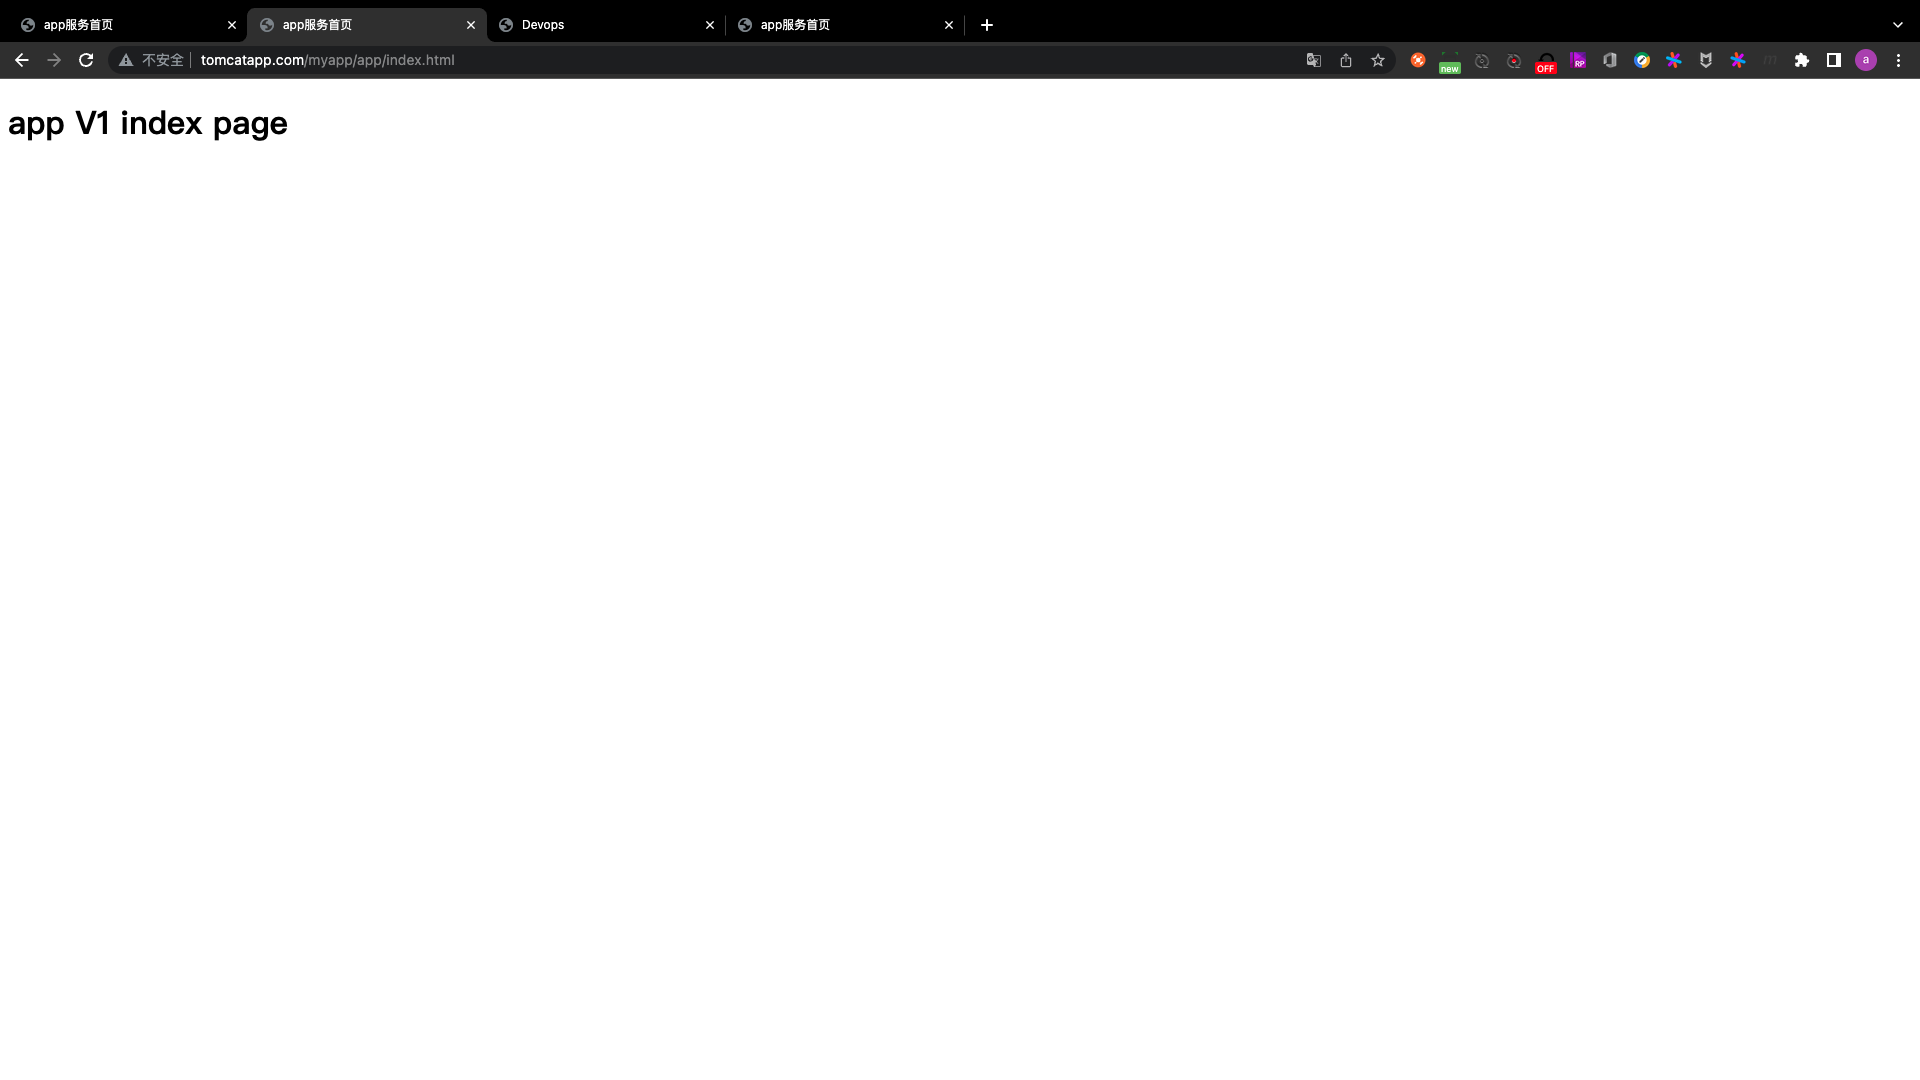 app服务首页
app服务首页
Devops
app服务首页
不安全
tomcatapp.com/myapp/app/index.html
new
OFF
RP
a
app V1 index page